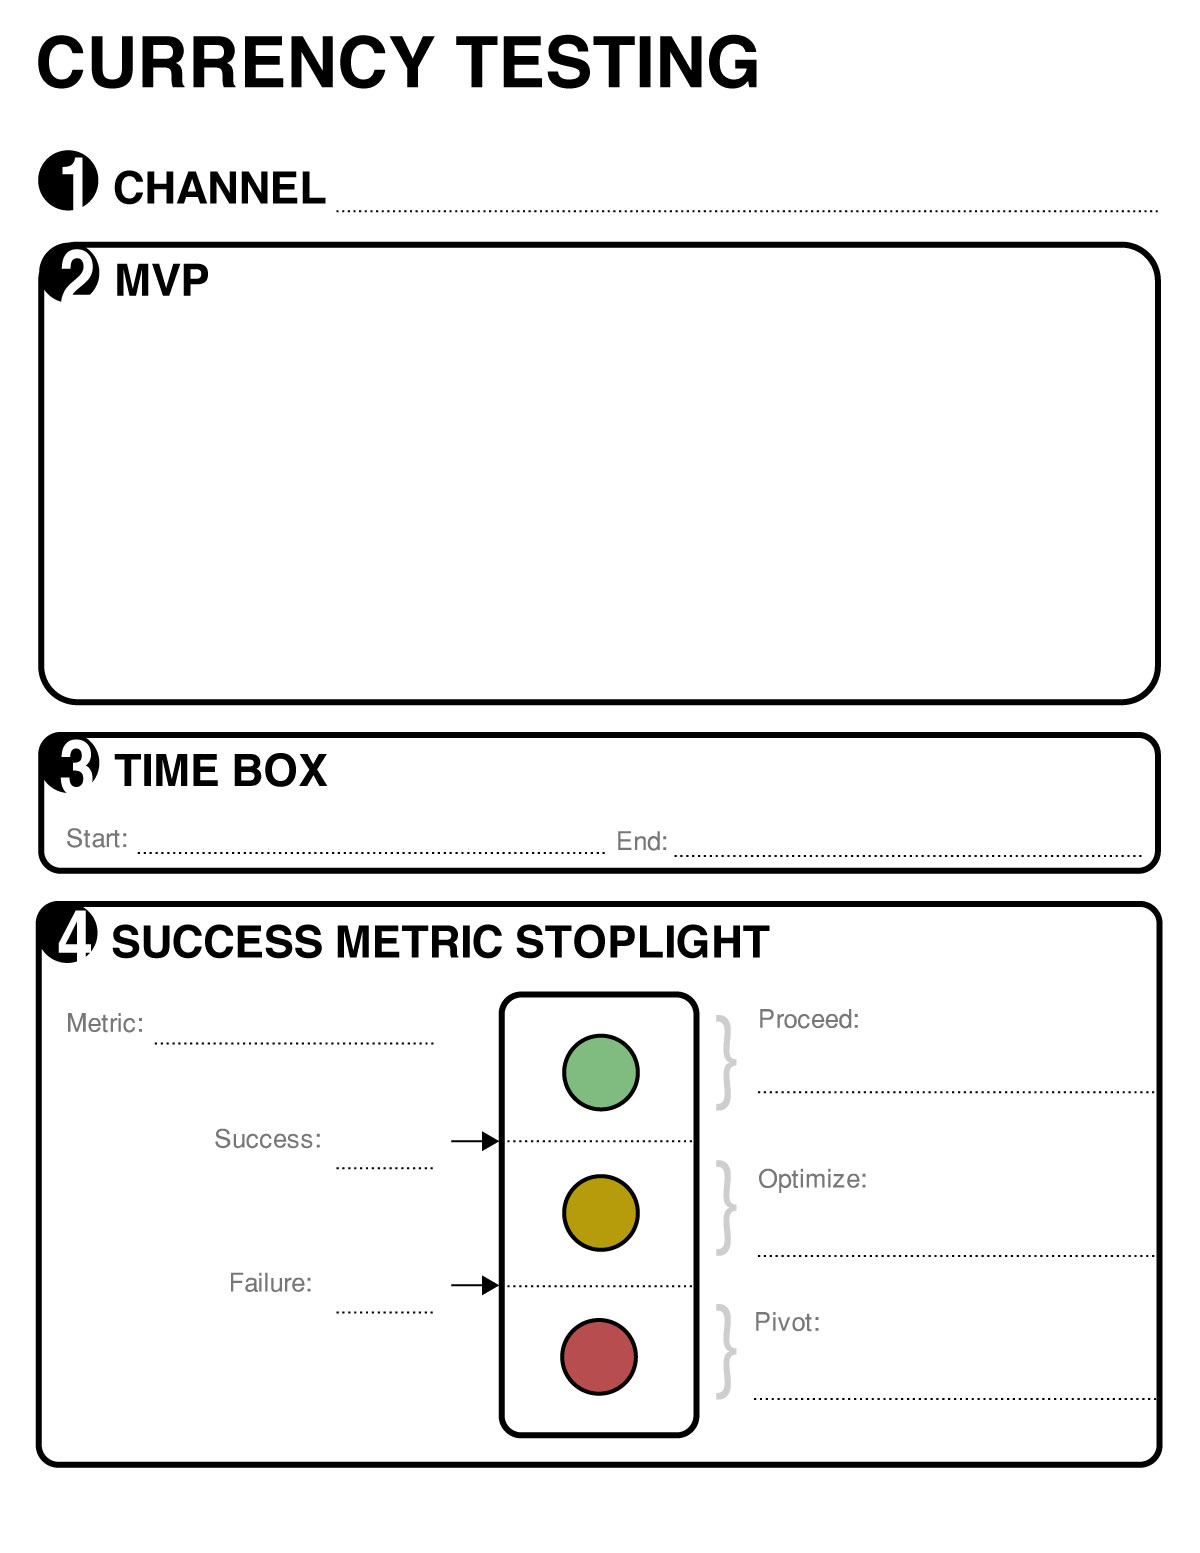 CURRENCY TESTING
1 CHANNEL
2 MVP
3 TIME BOX
Start: End:
4 SUCCESS METRIC STOPLIGHT
Metric:
Proceed:
Success:
Optimize:
Failure:
Pivot: